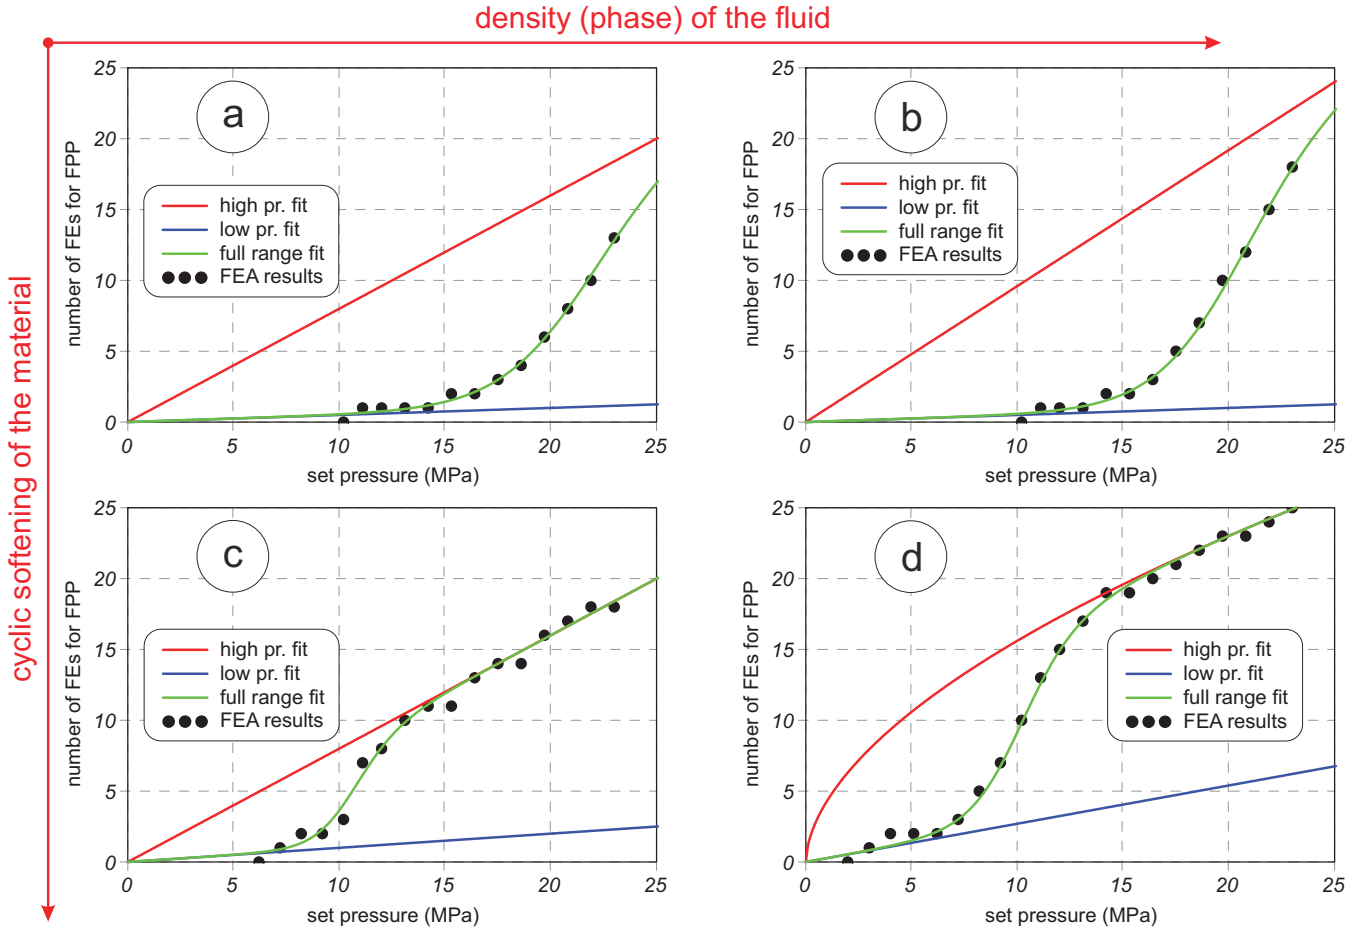 density (phase) of the fluid
cyclic softening of the material
a
number of FEs for FPP
25
20
15
10
5
0
high pr. fit
low pr. fit
full range fit
FEA results
0 5 10 15 20 25
set pressure (MPa)
b
number of FEs for FPP
25
20
15
10
5
0
high pr. fit
low pr. fit
full range fit
FEA results
0 5 10 15 20 25
set pressure (MPa)
c
number of FEs for FPP
25
20
15
10
5
0
high pr. fit
low pr. fit
full range fit
FEA results
0 5 10 15 20 25
set pressure (MPa)
d
number of FEs for FPP
25
20
15
10
5
0
high pr. fit
low pr. fit
full range fit
FEA results
0 5 10 15 20 25
set pressure (MPa)